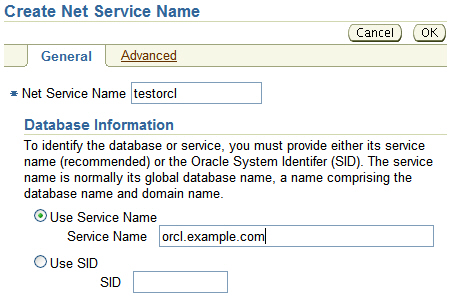 Create Net Service Name
Cancel OK
General Advanced
* Net Service Name testorcl
Database Information
To identify the database or service, you must provide either its service
name (recommended) or the Oracle System Identifer (SID). The service
name is normally its global database name, a name comprising the
database name and domain name.
Use Service Name
Service Name orcl.example.com
Use SID
SID